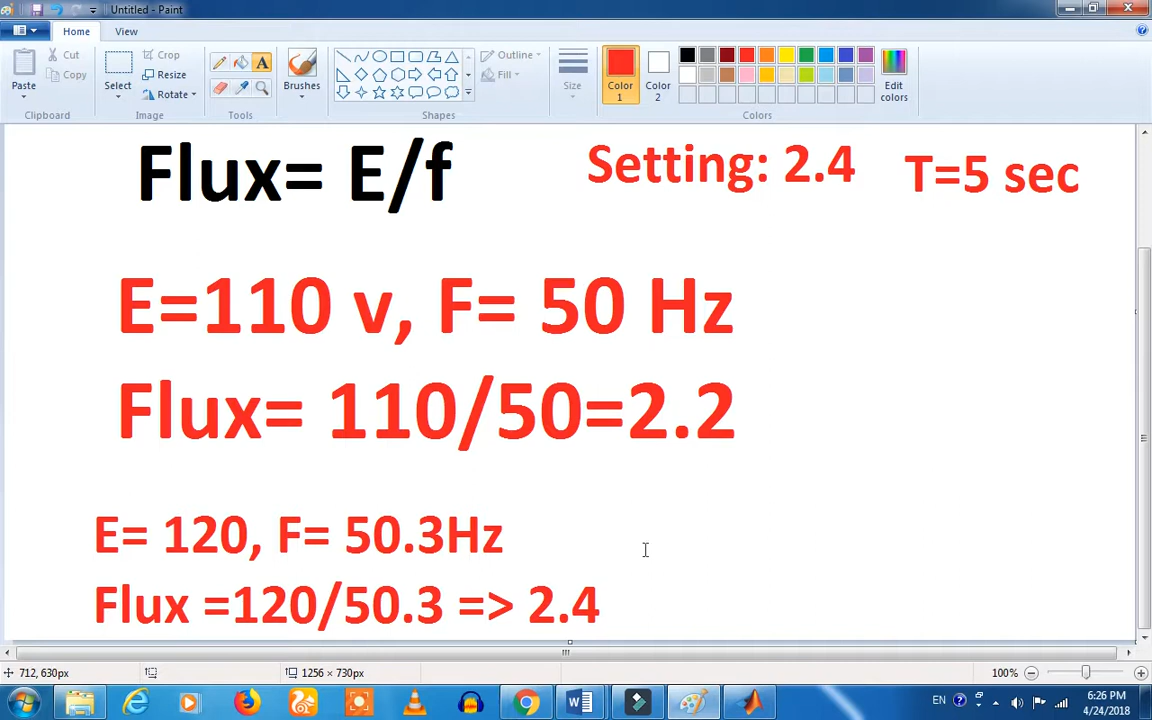 Untitled - Paint
Home View
Paste
Cut
Copy
Clipboard
Select
Crop
Resize
Rotate
Image
Tools
Brushes
Shapes
Outline
Fill
Size
Color 1
Color 2
Edit colors
Colors
Flux= E/f
Setting: 2.4 T=5 sec
E=110 v, F= 50 Hz
Flux= 110/50=2.2
E= 120, F= 50.3Hz
Flux =120/50.3 => 2.4
712, 630px
1256 × 730px
100%
EN
6:26 PM
4/24/2018